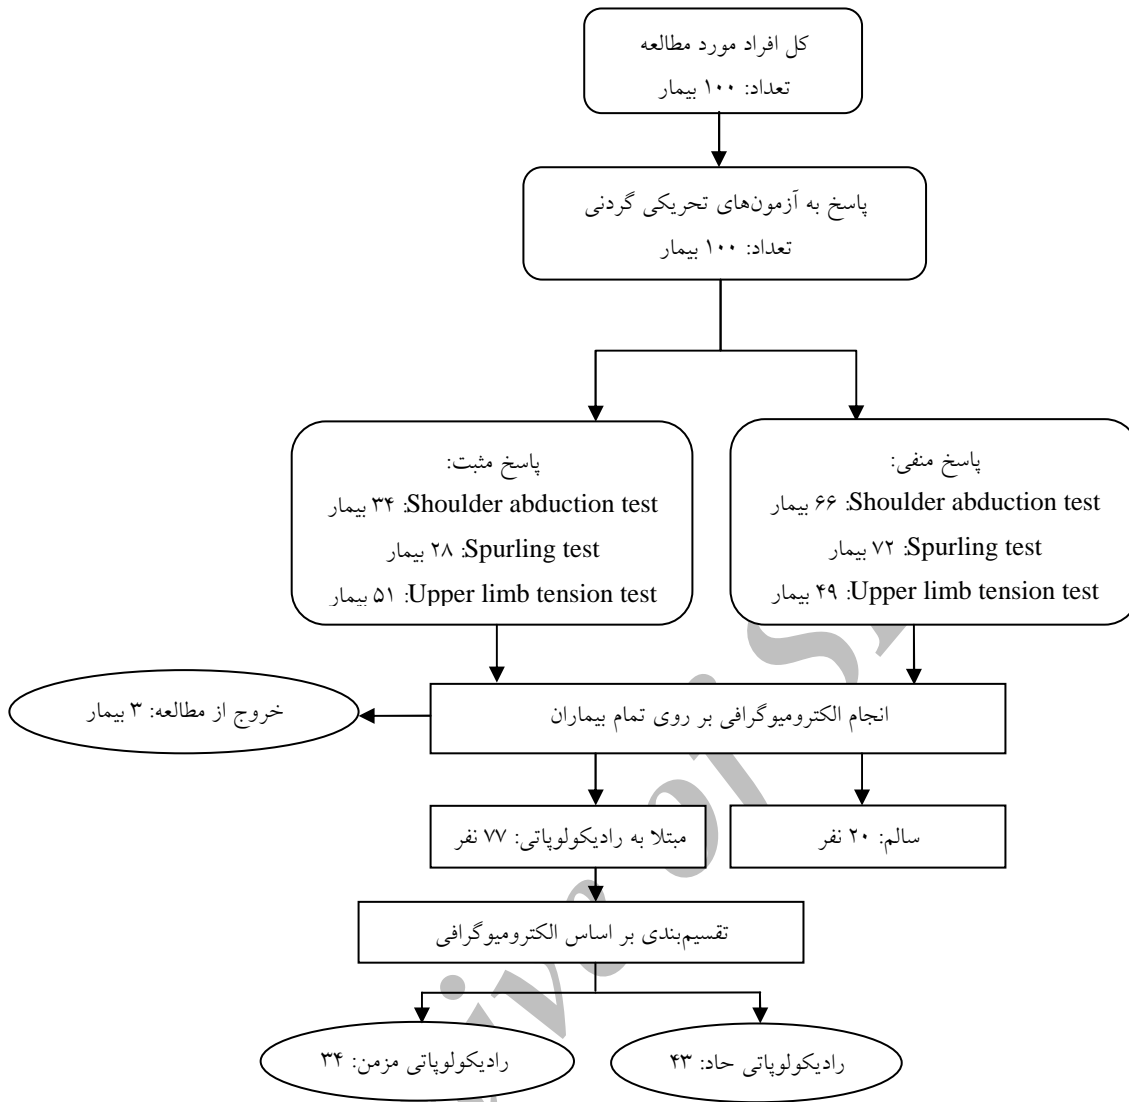 کل افراد مورد مطالعه
تعداد: ۱۰۰ بیمار
پاسخ به آزمون‌های تحریکی گردنی
تعداد: ۱۰۰ بیمار
پاسخ منفی:
Shoulder abduction test: ۶۶ بیمار
Spurling test: ۷۲ بیمار
Upper limb tension test: ۴۹ بیمار
پاسخ مثبت:
Shoulder abduction test: ۳۴ بیمار
Spurling test: ۲۸ بیمار
Upper limb tension test: ۵۱ بیمار
انجام الکترومیوگرافی بر روی تمام بیماران
خروج از مطالعه: ۳ بیمار
سالم: ۲۰ نفر
مبتلا به رادیکولوپاتی: ۷۷ نفر
تقسیم‌بندی بر اساس الکترومیوگرافی
رادیکولوپاتی حاد: ۴۳
رادیکولوپاتی مزمن: ۳۴